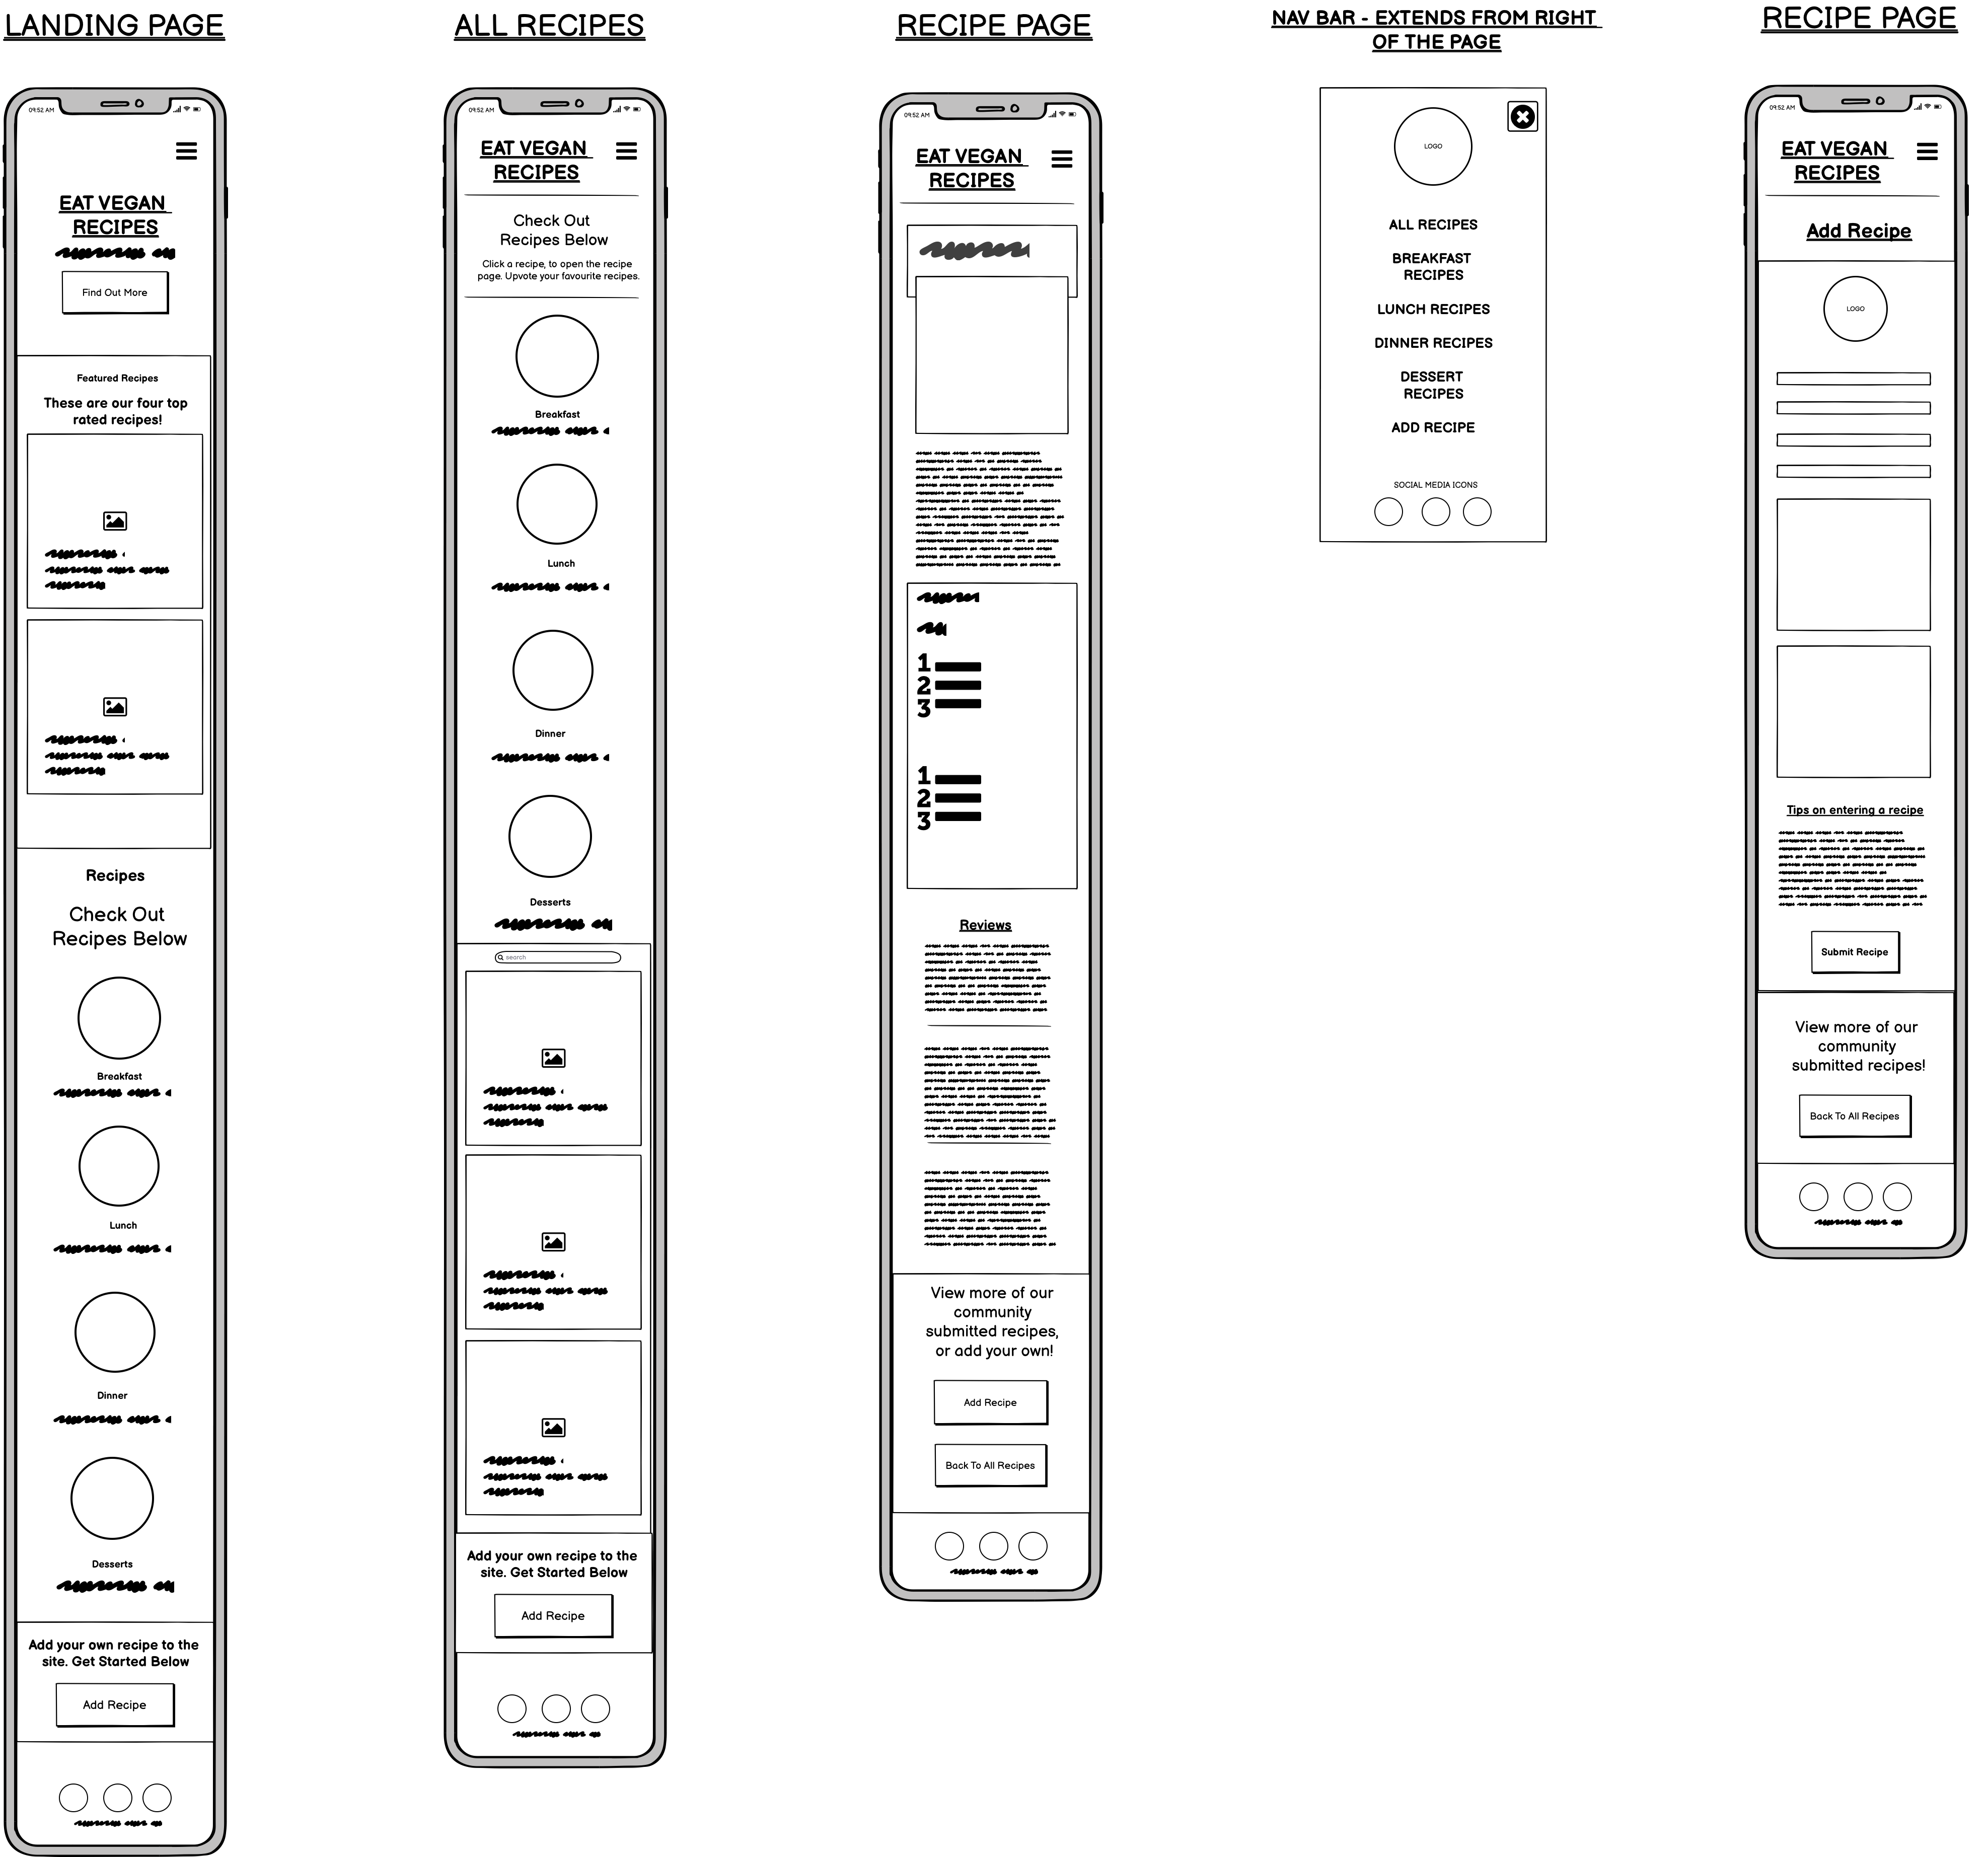 LANDING PAGE
09:52 AM
EAT VEGAN
RECIPES
Find Out More
Featured Recipes
These are our four top
rated recipes!
Recipes
Check Out
Recipes Below
Breakfast
Lunch
Dinner
Desserts
Add your own recipe to the
site. Get Started Below
Add Recipe
ALL RECIPES
09:52 AM
EAT VEGAN
RECIPES
Check Out
Recipes Below
Click a recipe, to open the recipe
page. Upvote your favourite recipes.
Breakfast
Lunch
Dinner
Desserts
search
Add your own recipe to the
site. Get Started Below
Add Recipe
RECIPE PAGE
09:52 AM
EAT VEGAN
RECIPES
1
2
3
1
2
3
Reviews
View more of our
community
submitted recipes,
or add your own!
Add Recipe
Back To All Recipes
NAV BAR - EXTENDS FROM RIGHT
OF THE PAGE
LOGO
ALL RECIPES
BREAKFAST
RECIPES
LUNCH RECIPES
DINNER RECIPES
DESSERT
RECIPES
ADD RECIPE
SOCIAL MEDIA ICONS
RECIPE PAGE
09:52 AM
EAT VEGAN
RECIPES
Add Recipe
LOGO
Tips on entering a recipe
Submit Recipe
View more of our
community
submitted recipes!
Back To All Recipes